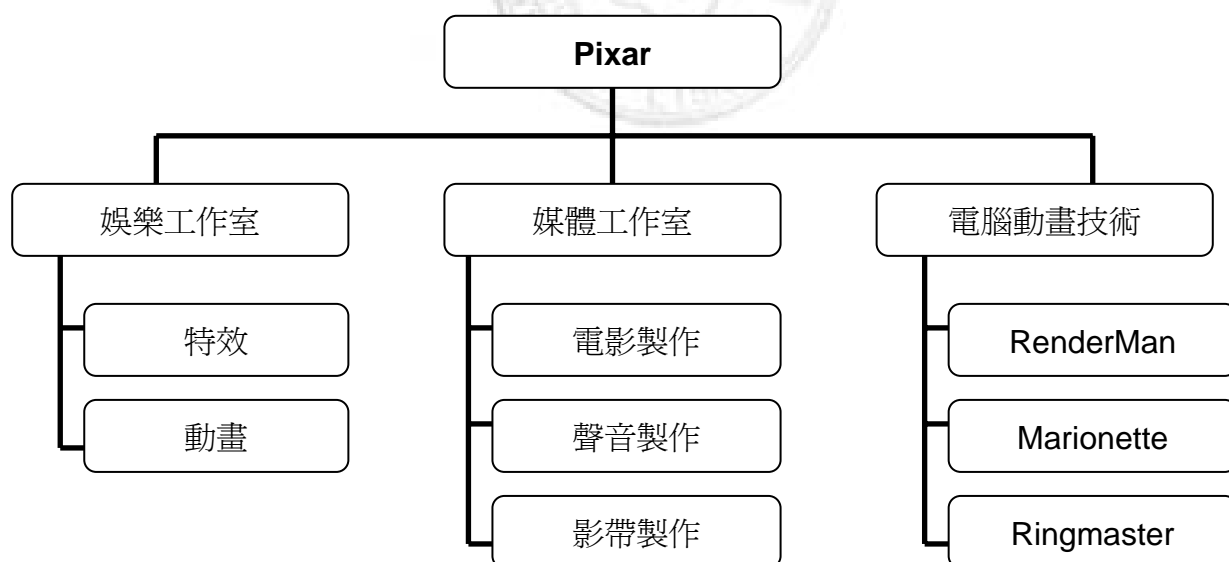 Pixar
娛樂工作室
特效
動畫
媒體工作室
電影製作
聲音製作
影帶製作
電腦動畫技術
RenderMan
Marionette
Ringmaster